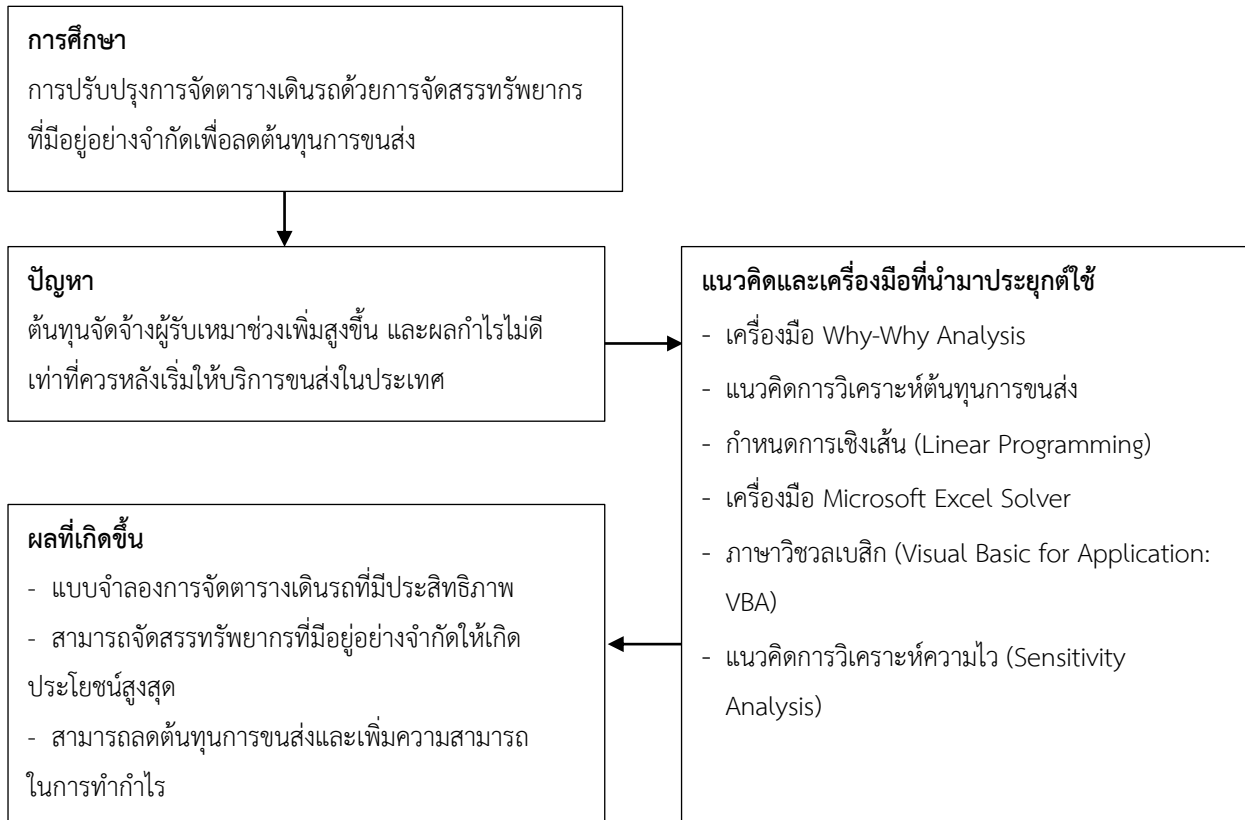 การศึกษา
การปรับปรุงการจัดตารางเดินรถด้วยการจัดสรรทรัพยากร
ที่มีอยู่อย่างจำกัดเพื่อลดต้นทุนการขนส่ง
ปัญหา
ต้นทุนจัดจ้างผู้รับเหมาช่วงเพิ่มสูงขึ้น และผลกำไรไม่ดี
เท่าที่ควรหลังเริ่มให้บริการขนส่งในประเทศ
แนวคิดและเครื่องมือที่นำมาประยุกต์ใช้
- เครื่องมือ Why-Why Analysis
- แนวคิดการวิเคราะห์ต้นทุนการขนส่ง
- กำหนดการเชิงเส้น (Linear Programming)
- เครื่องมือ Microsoft Excel Solver
- ภาษาวิชวลเบสิก (Visual Basic for Application:
VBA)
- แนวคิดการวิเคราะห์ความไว (Sensitivity
Analysis)
ผลที่เกิดขึ้น
- แบบจำลองการจัดตารางเดินรถที่มีประสิทธิภาพ
- สามารถจัดสรรทรัพยากรที่มีอยู่อย่างจำกัดให้เกิด
ประโยชน์สูงสุด
- สามารถลดต้นทุนการขนส่งและเพิ่มความสามารถ
ในการทำกำไร